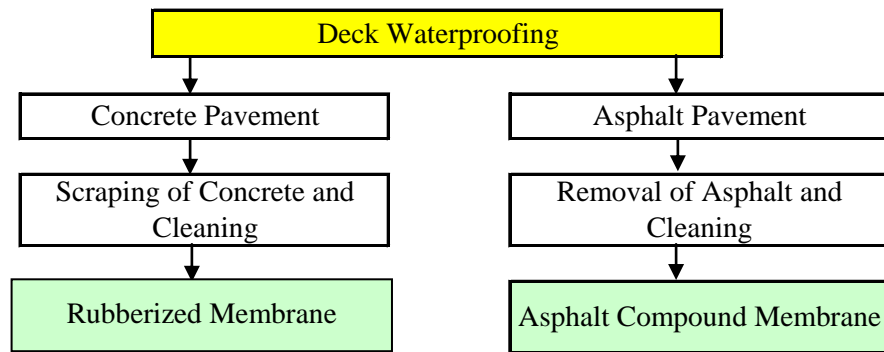 Deck Waterproofing
Concrete Pavement
Asphalt Pavement
Scraping of Concrete and
Cleaning
Removal of Asphalt and
Cleaning
Rubberized Membrane
Asphalt Compound Membrane